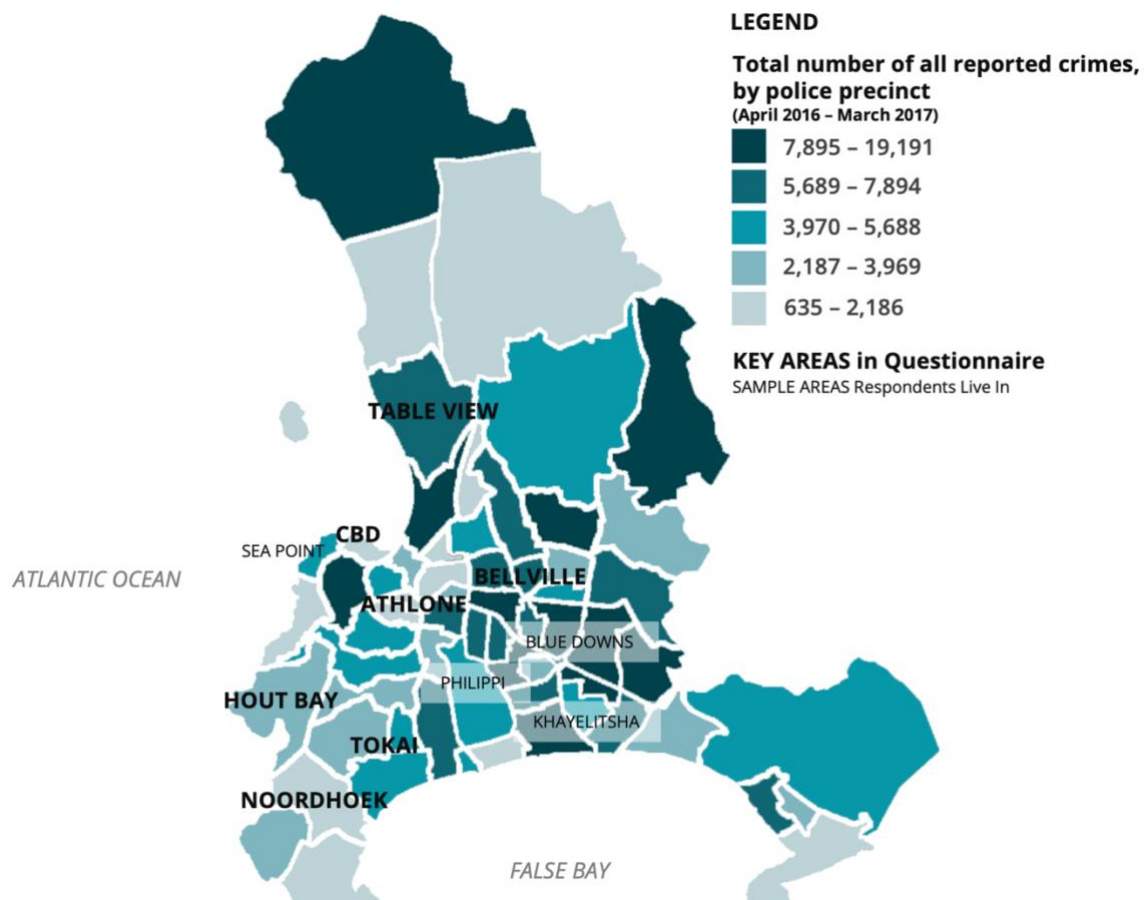 LEGEND
Total number of all reported crimes,
by police precinct
(April 2016 – March 2017)
7,895 – 19,191
5,689 – 7,894
3,970 – 5,688
2,187 – 3,969
635 – 2,186
KEY AREAS in Questionnaire
SAMPLE AREAS Respondents Live In
TABLE VIEW
CBD
SEA POINT
ATLANTIC OCEAN
BELLVILLE
ATHLONE
BLUE DOWNS
PHILIPPI
HOUT BAY
KHAYELITSHA
TOKAI
NOORDHOEK
FALSE BAY